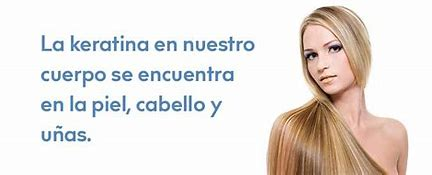 La keratina en nuestro
cuerpo se encuentra
en la piel, cabello y
uñas.